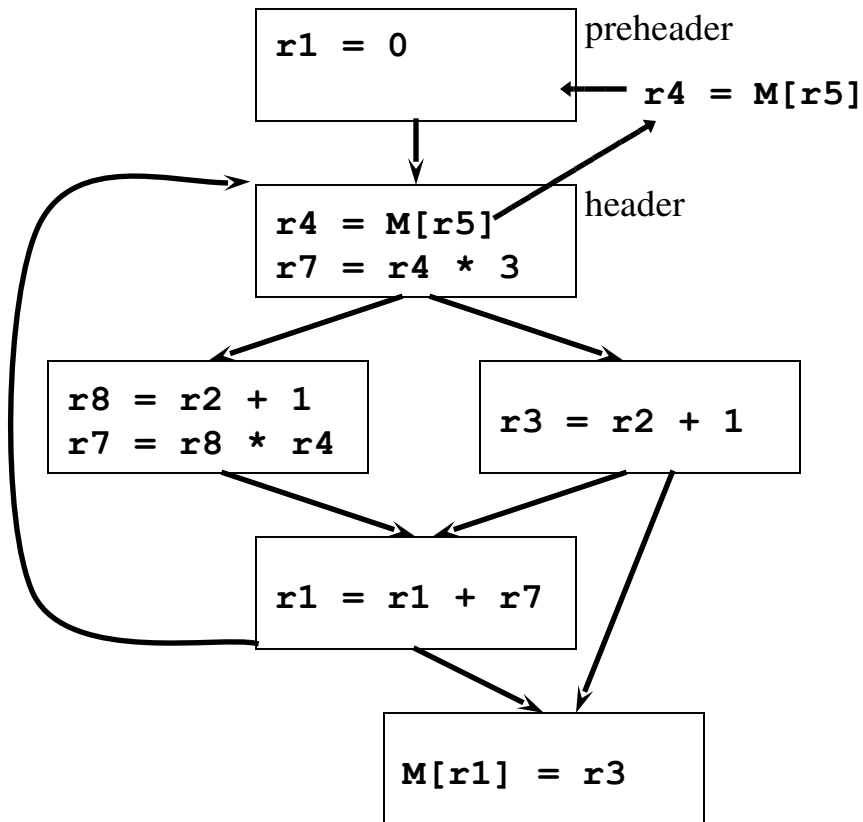 r1 = 0
preheader
r4 = M[r5]
r4 = M[r5]
header
r7 = r4 * 3
r8 = r2 + 1
r7 = r8 * r4
r3 = r2 + 1
r1 = r1 + r7
M[r1] = r3